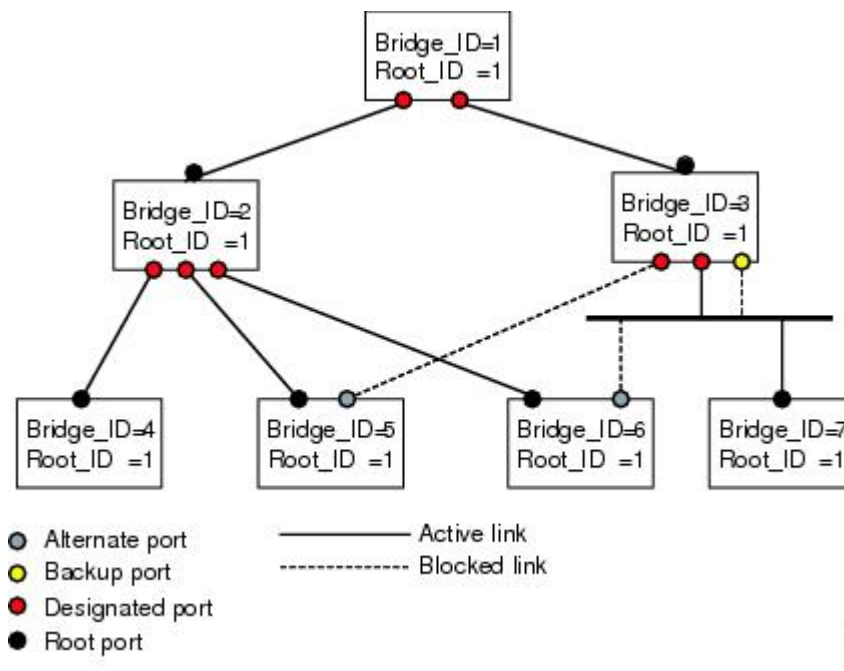 Bridge_ID=1
Root_ID =1
Bridge_ID=2
Root_ID =1
Bridge_ID=3
Root_ID =1
Bridge_ID=4
Root_ID =1
Bridge_ID=5
Root_ID =1
Bridge_ID=6
Root_ID =1
Bridge_ID=7
Root_ID =1
Alternate port
Backup port
Designated port
Root port
Active link
Blocked link